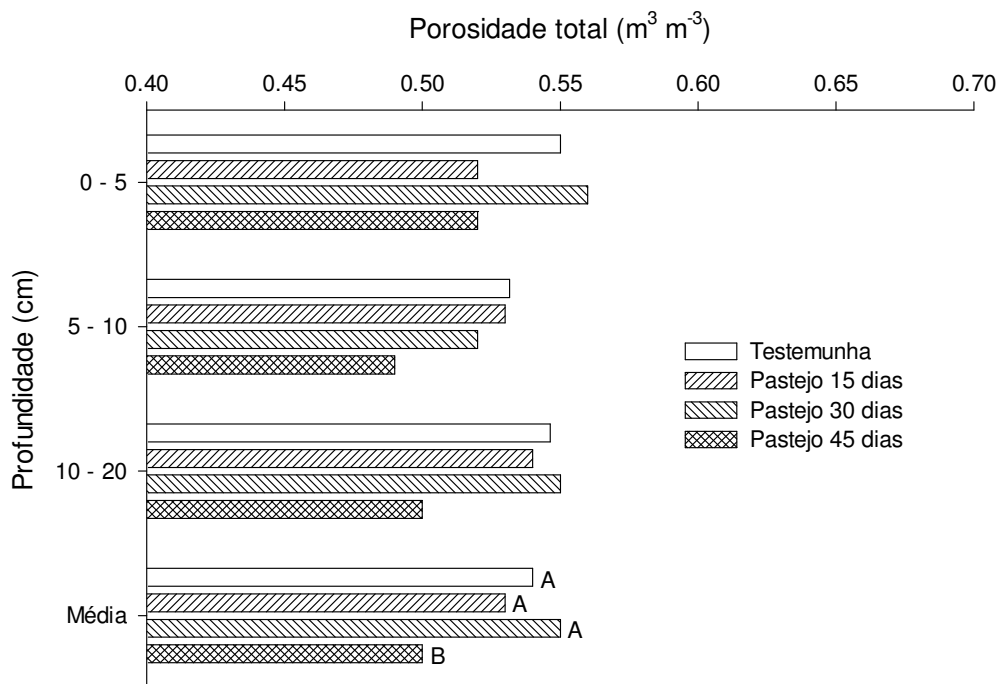 Porosidade total (m³ m⁻³)
0.40 0.45 0.50 0.55 0.60 0.65 0.70
Profundidade (cm)
0 - 5
5 - 10
10 - 20
Média
Testemunha
Pastejo 15 dias
Pastejo 30 dias
Pastejo 45 dias
A
A
A
B